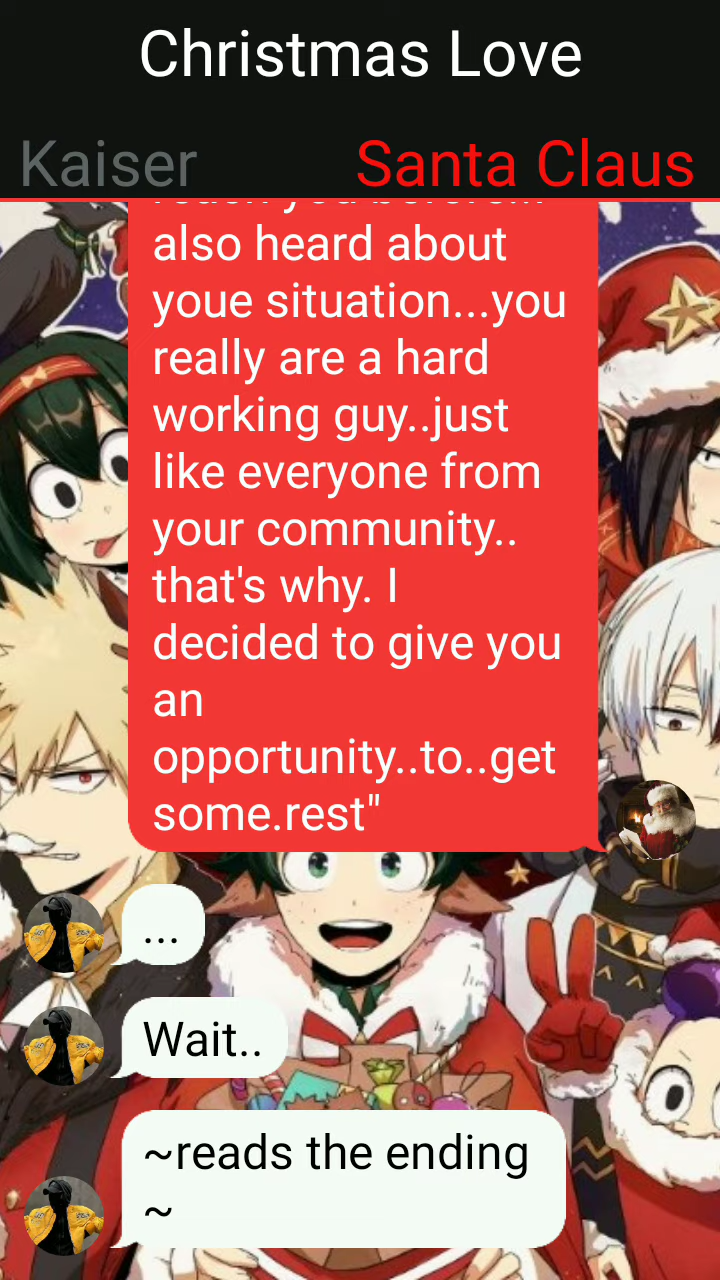 Christmas Love
Kaiser
Santa Claus
also heard about
youe situation...you
really are a hard
working guy..just
like everyone from
your community..
that's why. I
decided to give you
an
opportunity..to..get
some.rest"
...
Wait..
~reads the ending
~